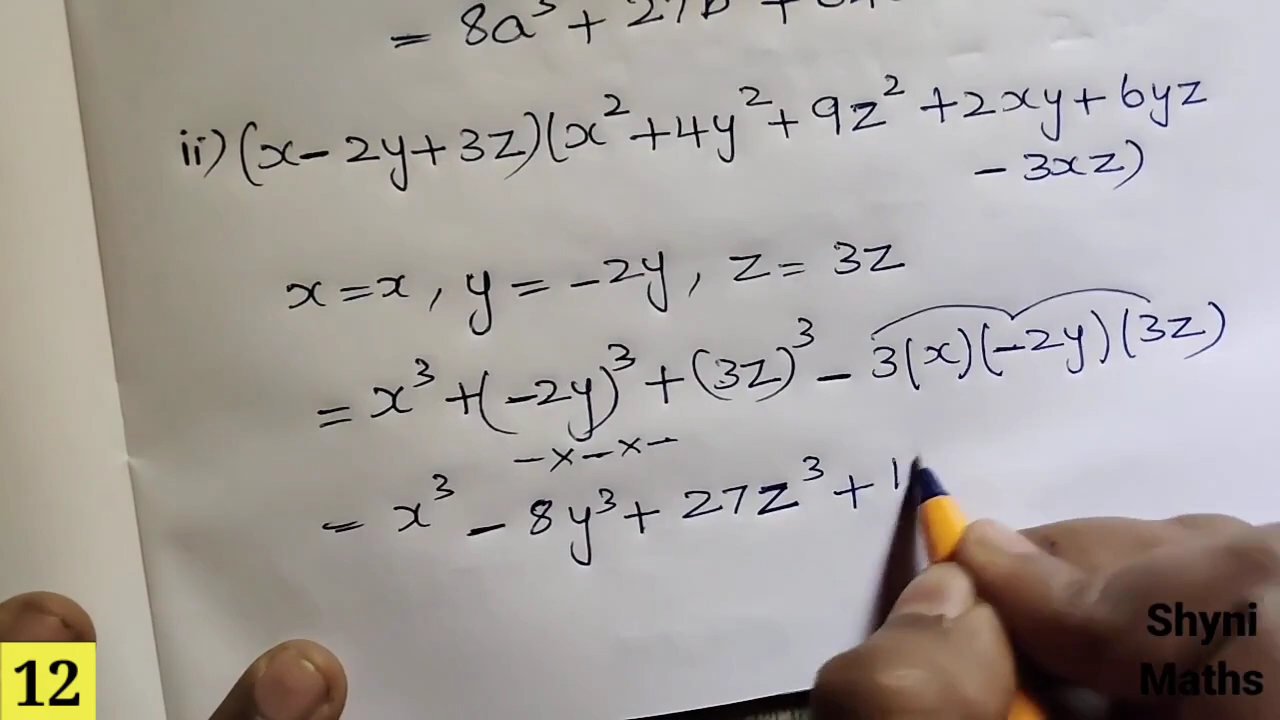 = 8a³ + 27b
ii) (x - 2y + 3z)(x² + 4y² + 9z² + 2xy + 6yz
- 3xz)
x = x, y = -2y, z = 3z
= x³ + (-2y)³ + (3z)³ - 3(x)(-2y)(3z)
- x - x -
= x³ - 8y³ + 27z³ + 1
12
Shyni
Maths